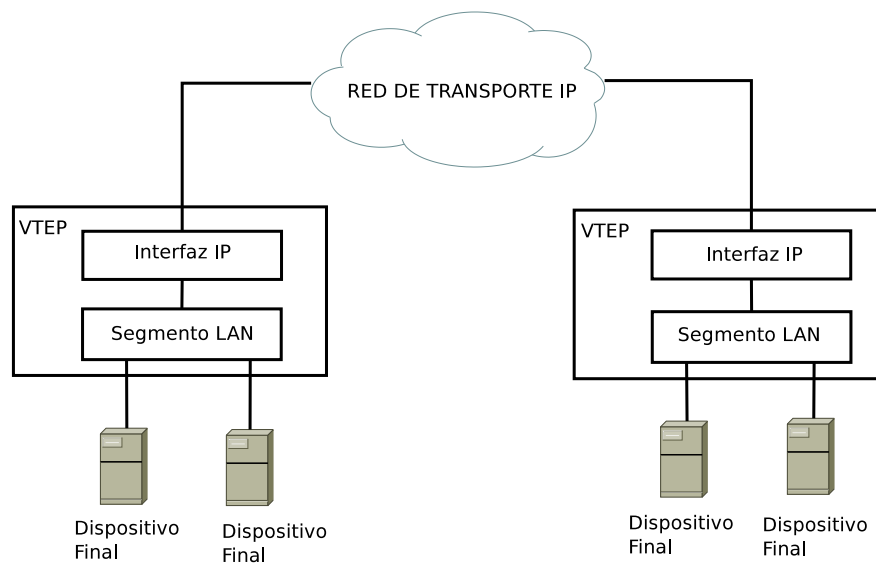 RED DE TRANSPORTE IP
VTEP
Interfaz IP
Segmento LAN
Dispositivo
Final
Dispositivo
Final
VTEP
Interfaz IP
Segmento LAN
Dispositivo
Final
Dispositivo
Final